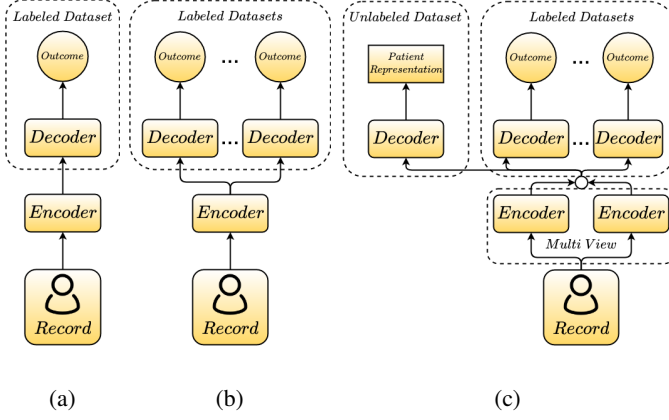 Labeled Dataset
Outcome
Decoder
Encoder
Record
(a)
Labeled Datasets
Outcome ... Outcome
Decoder ... Decoder
Encoder
Record
(b)
Unlabeled Dataset
Patient
Representation
Decoder
Labeled Datasets
Outcome ... Outcome
Decoder ... Decoder
Encoder Encoder
Multi View
Record
(c)